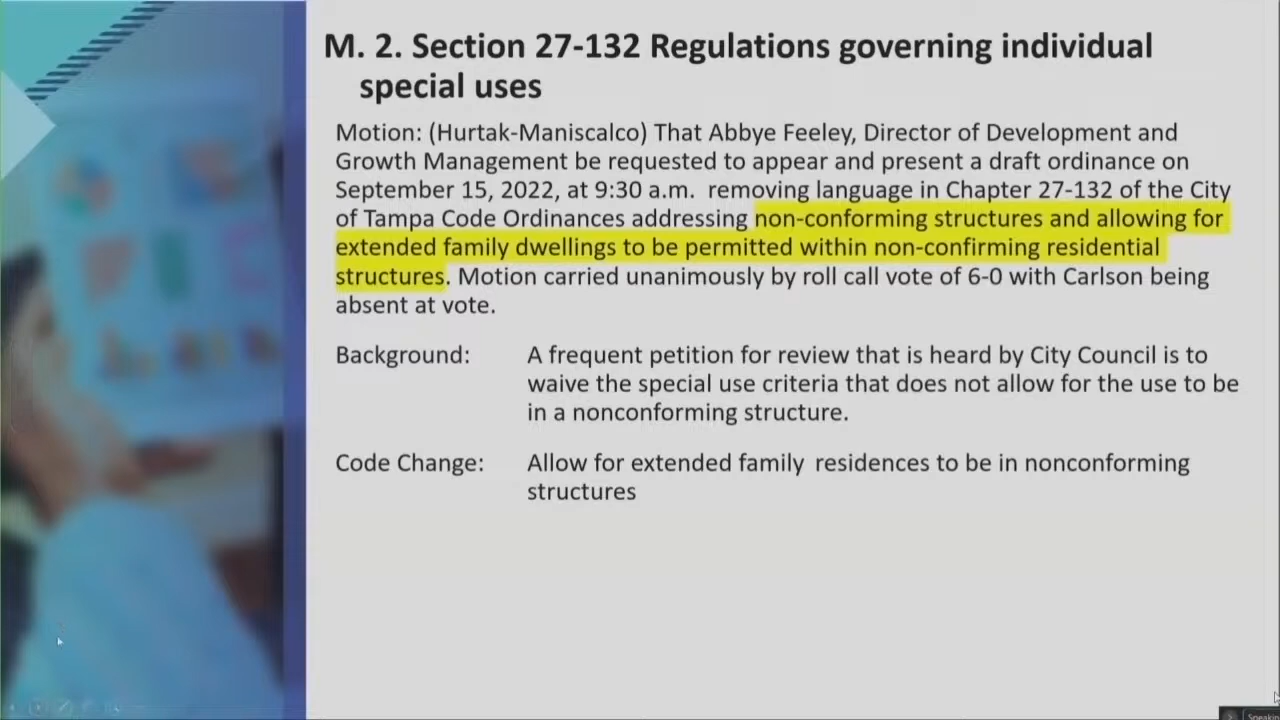 M. 2. Section 27-132 Regulations governing individual
special uses
Motion: (Hurtak-Maniscalco) That Abbye Feeley, Director of Development and
Growth Management be requested to appear and present a draft ordinance on
September 15, 2022, at 9:30 a.m. removing language in Chapter 27-132 of the City
of Tampa Code Ordinances addressing non-conforming structures and allowing for
extended family dwellings to be permitted within non-confirming residential
structures. Motion carried unanimously by roll call vote of 6-0 with Carlson being
absent at vote.
Background: A frequent petition for review that is heard by City Council is to
waive the special use criteria that does not allow for the use to be
in a nonconforming structure.
Code Change: Allow for extended family residences to be in nonconforming
structures